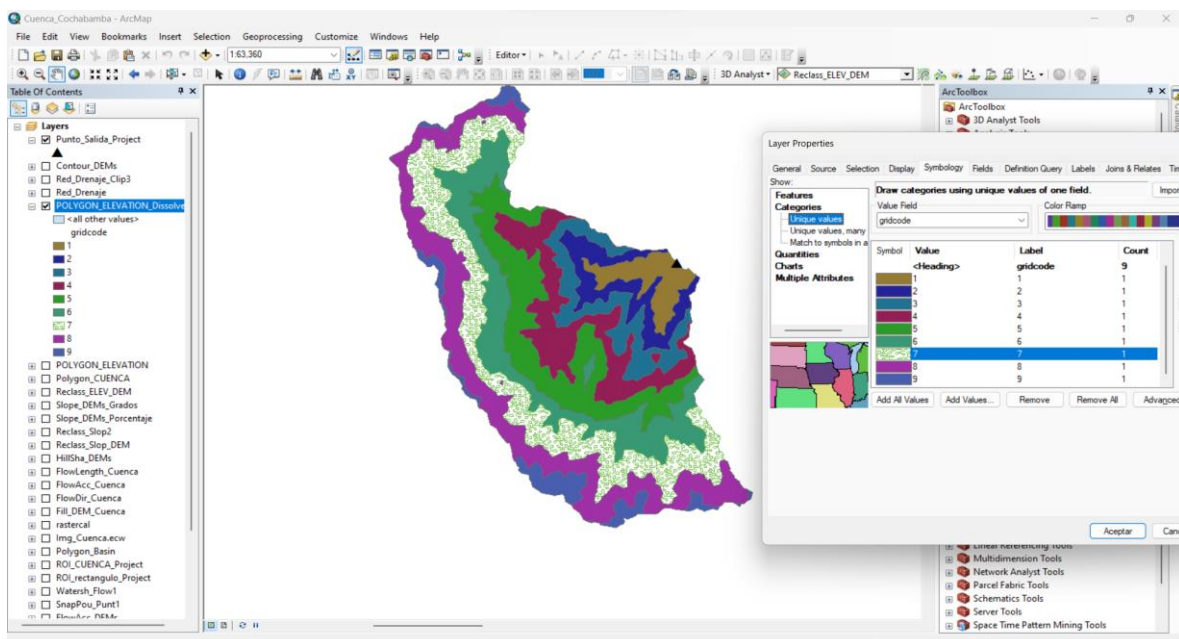 Cuenca_Cochabamba - ArcMap
File Edit View Bookmarks Insert Selection Geoprocessing Customize Windows Help
1:63.360
Editor
3D Analyst
Reclass_ELEV_DEM
Table Of Contents
Layers
Punto_Salida_Project
Contour_DEMs
Red_Drenaje_Clip3
Red_Drenaje
POLYGON_ELEVATION_Dissolve
<all other values>
gridcode
1
2
3
4
5
6
7
8
9
POLYGON_ELEVATION
Polygon_CUENCA
Reclass_ELEV_DEM
Slope_DEMs_Grados
Slope_DEMs_Porcentaje
Reclass_Slop2
Reclass_Slop_DEM
HillSha_DEMs
FlowLength_Cuenca
FlowAcc_Cuenca
FlowDir_Cuenca
Fill_DEM_Cuenca
rastercal
Img_Cuenca.ecw
Polygon_Basin
ROI_CUENCA_Project
ROI_rectangulo_Project
Watersh_Flow1
SnapPou_Punt1
FlowAcc_DEMs
ArcToolbox
ArcToolbox
3D Analyst Tools
Layer Properties
General Source Selection Display Symbology Fields Definition Query Labels Joins & Relates Tim
Show:
Features
Categories
Unique values
Unique values, many
Match to symbols in a
Quantities
Charts
Multiple Attributes
Draw categories using unique values of one field.
Impor
Value Field
gridcode
Color Ramp
Symbol Value Label Count
<Heading> gridcode 9
1 1 1
2 2 1
3 3 1
4 4 1
5 5 1
6 6 1
7 7 1
8 8 1
9 9 1
Add All Values Add Values... Remove Remove All Advanced
Aceptar Canc
Linear Referencing Tools
Multidimension Tools
Network Analyst Tools
Parcel Fabric Tools
Schematics Tools
Server Tools
Space Time Pattern Mining Tools